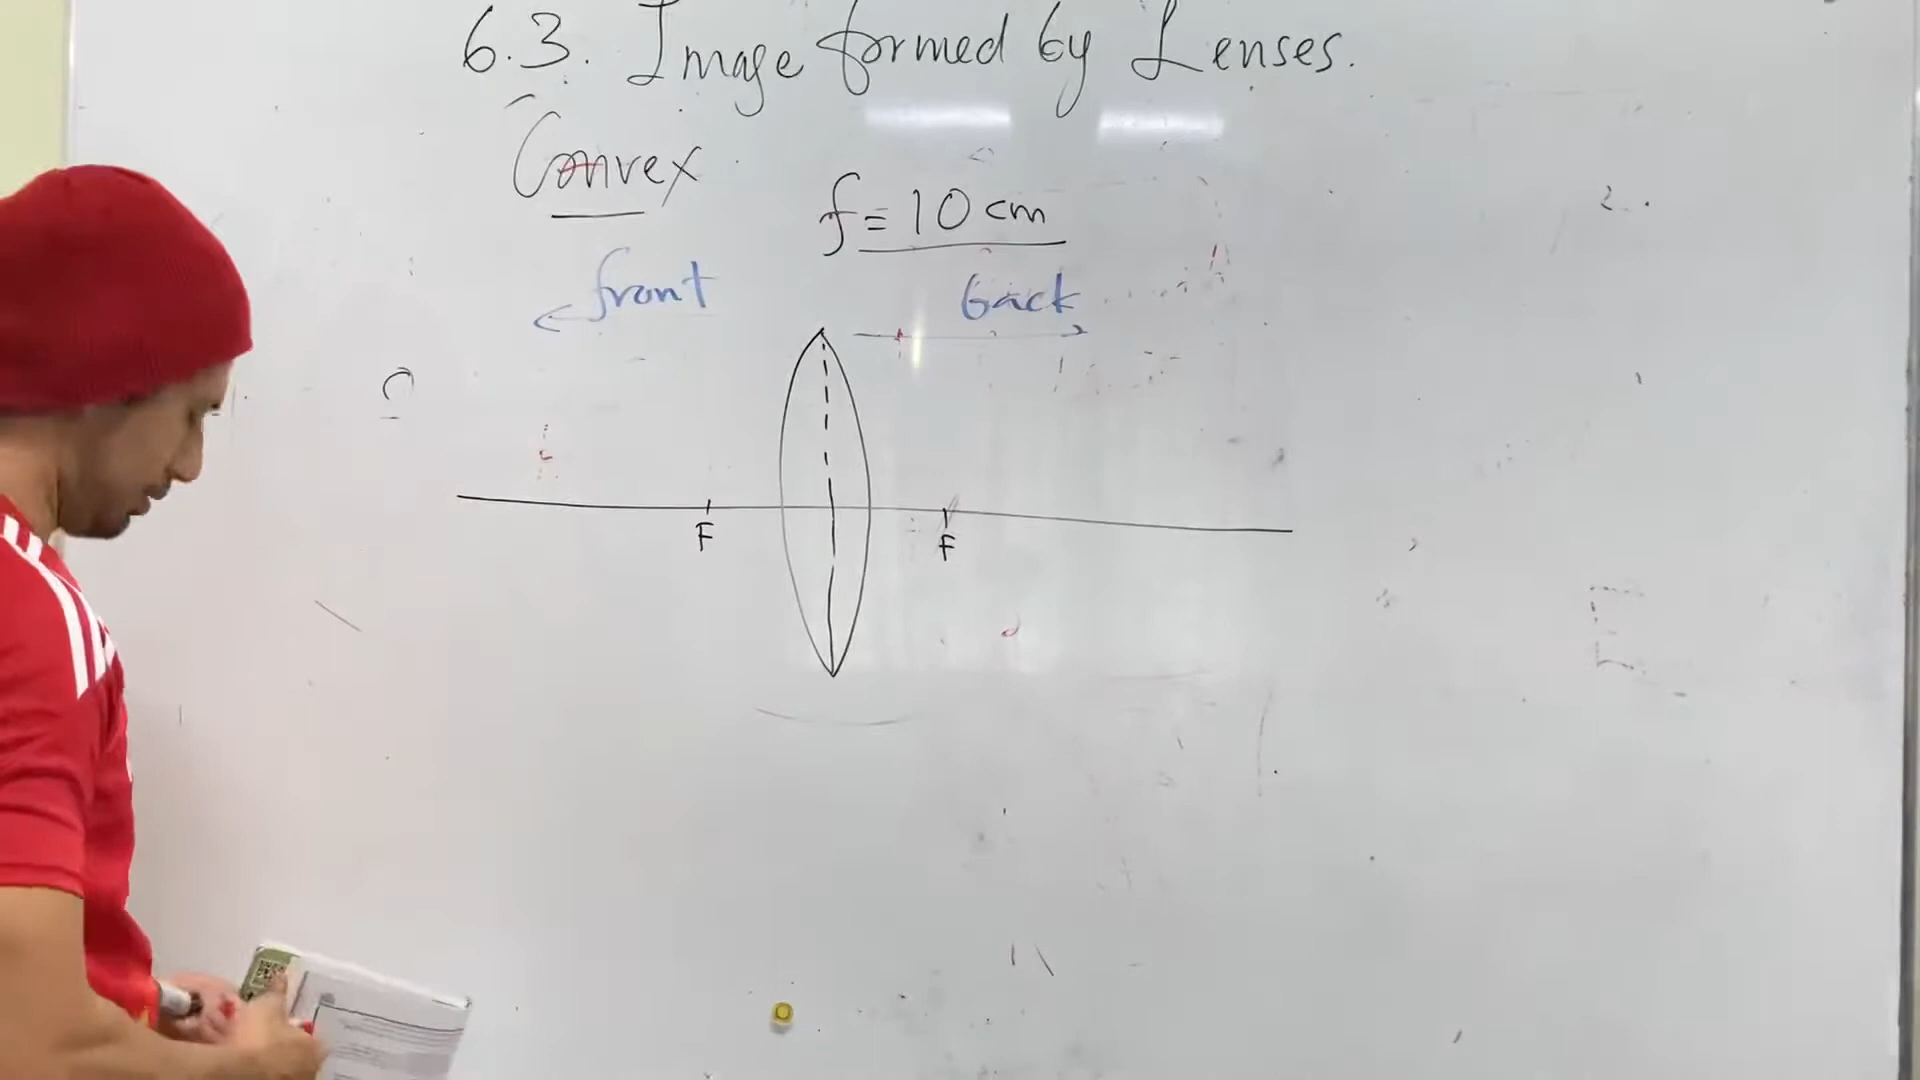 6.3. Image formed by Lenses.
Convex
f = 10 cm
front
back
F
F